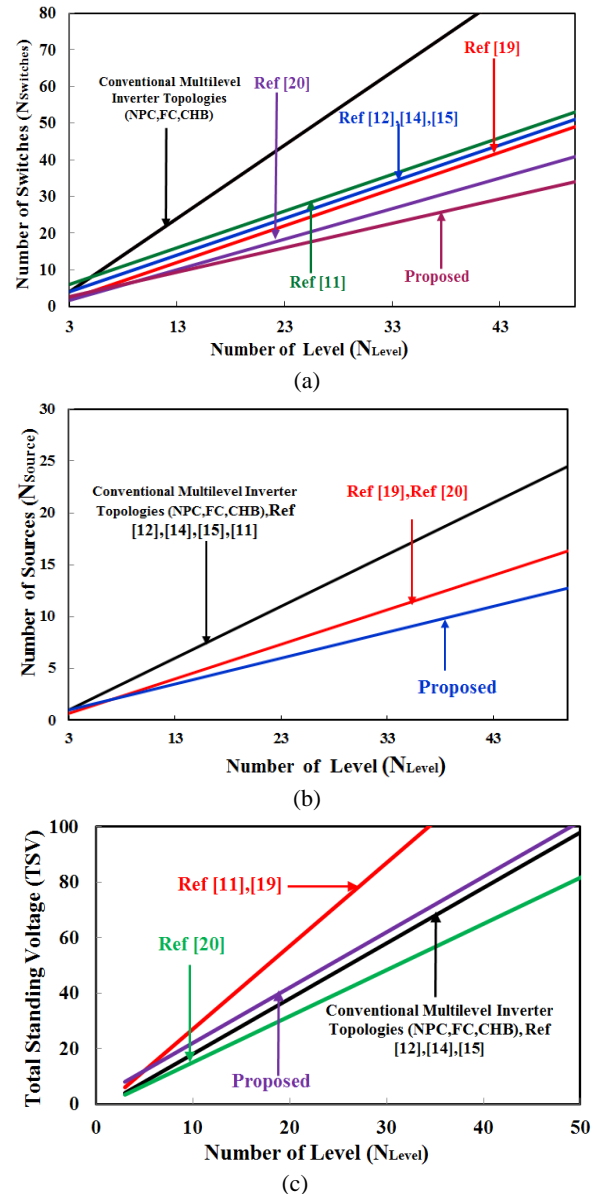 80
70
60
50
40
30
20
10
0
Number of Switches (NSwitches)
Conventional Multilevel
Inverter Topologies
(NPC,FC,CHB)
Ref [20]
Ref [19]
Ref [12],[14],[15]
Ref [11]
Proposed
3 13 23 33 43
Number of Level (NLevel)
(a)
30
25
20
15
10
5
0
Number of Sources (NSource)
Conventional Multilevel Inverter
Topologies (NPC,FC,CHB),Ref
[12],[14],[15],[11]
Ref [19],Ref [20]
Proposed
3 13 23 33 43
Number of Level (NLevel)
(b)
100
80
60
40
20
0
Total Standing Voltage (TSV)
Ref [11],[19]
Ref [20]
Conventional Multilevel Inverter
Topologies (NPC,FC,CHB), Ref
[12],[14],[15]
Proposed
0 10 20 30 40 50
Number of Level (NLevel)
(c)